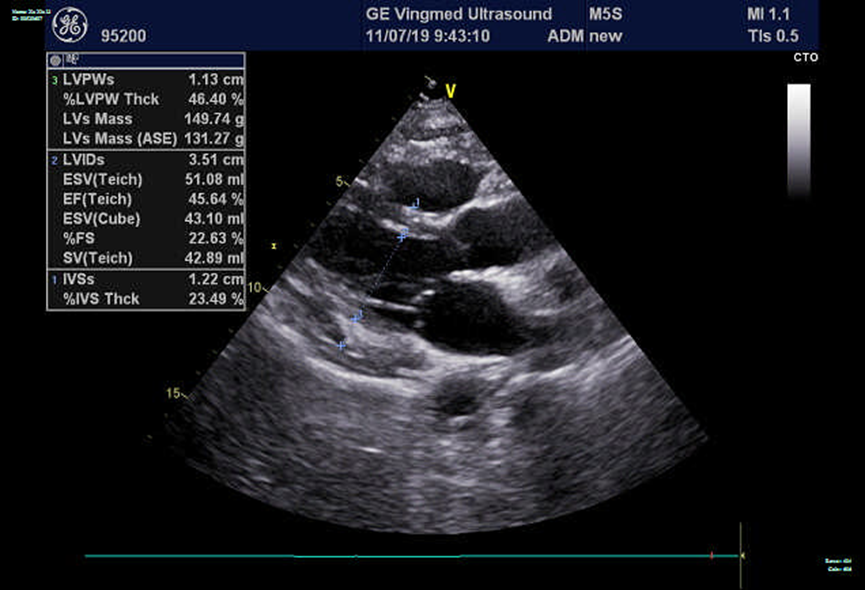 GE Vingmed Ultrasound M5S MI 1.1
95200 11/07/19 9:43:10 ADM new TIs 0.5
CTO
3 LVPWs 1.13 cm
%LVPW Thck 46.40 %
LVs Mass 149.74 g
LVs Mass (ASE) 131.27 g
2 LVIDs 3.51 cm
ESV(Teich) 51.08 ml
EF(Teich) 45.64 %
ESV(Cube) 43.10 ml
%FS 22.63 %
SV(Teich) 42.89 ml
1 IVSs 1.22 cm
%IVS Thck 23.49 %
V
5
10
15